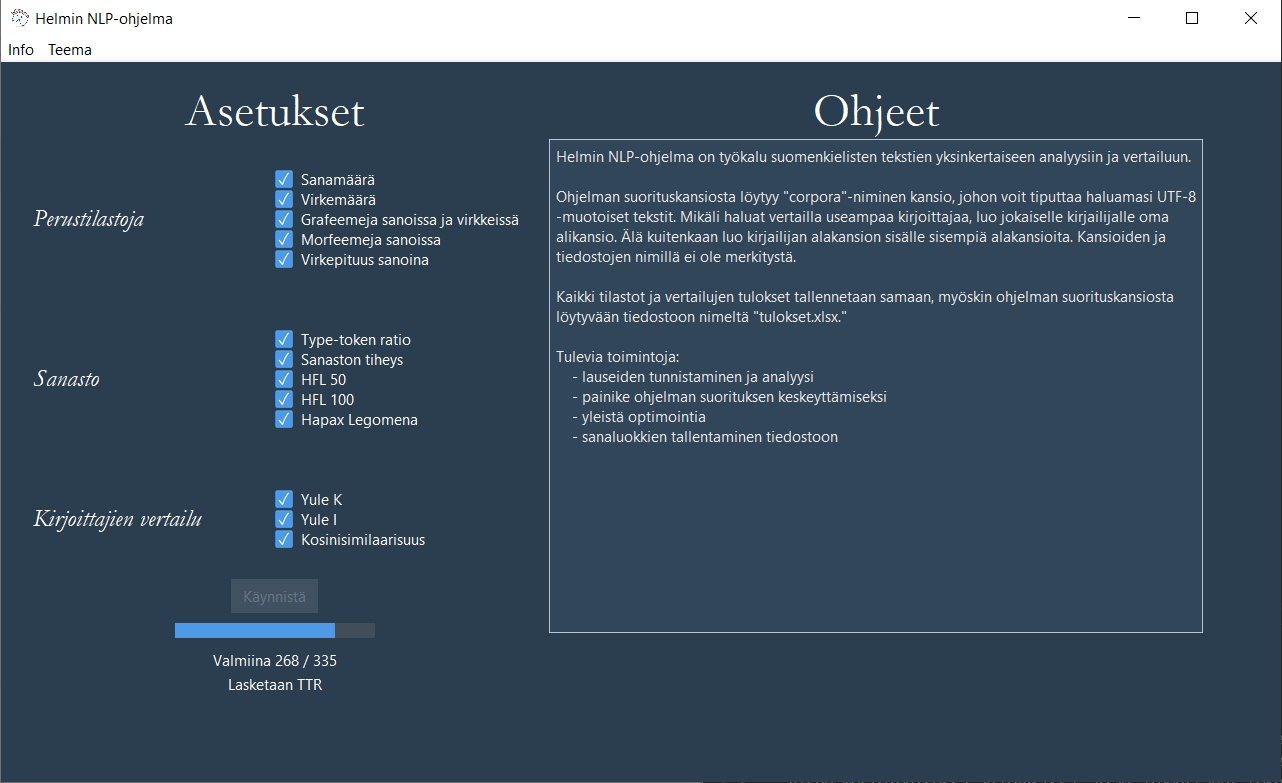 Helmin NLP-ohjelma
Info Teema
Asetukset
Perustilastoja
Sanamäärä
Virkemäärä
Grafeemeja sanoissa ja virkkeissä
Morfeemeja sanoissa
Virkepituus sanoina
Sanasto
Type-token ratio
Sanaston tiheys
HFL 50
HFL 100
Hapax Legomena
Kirjoittajien vertailu
Yule K
Yule I
Kosinisimilaarisuus
Käynnistä
Valmiina 268 / 335
Lasketaan TTR
Ohjeet
Helmin NLP-ohjelma on työkalu suomenkielisten tekstien yksinkertaiseen analyysiin ja vertailuun.
Ohjelman suorituskansiosta löytyy "corpora"-niminen kansio, johon voit tiputtaa haluamasi UTF-8
-muotoiset tekstit. Mikäli haluat vertailla useampaa kirjoittajaa, luo jokaiselle kirjailijalle oma
alikansio. Älä kuitenkaan luo kirjailijan alakansion sisälle sisempiä alakansioita. Kansioiden ja
tiedostojen nimillä ei ole merkitystä.
Kaikki tilastot ja vertailujen tulokset tallennetaan samaan, myöskin ohjelman suorituskansiosta
löytyvään tiedostoon nimeltä "tulokset.xlsx."
Tulevia toimintoja:
- lauseiden tunnistaminen ja analyysi
- painike ohjelman suorituksen keskeyttämiseksi
- yleistä optimointia
- sanaluokkien tallentaminen tiedostoon